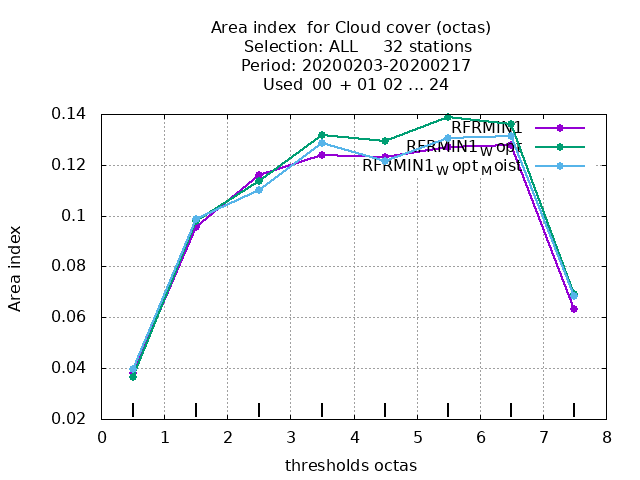 Area index  for Cloud cover (octas)
Selection: ALL     32 stations
Period: 20200203-20200217
Used  00 + 01 02 ... 24
0.14
RFRMIN1
RFRMIN1Wopt
RFRMIN1WoptMoist
0.12
0.1
0.08
0.06
0.04
0.02
Area index
0 1 2 3 4 5 6 7 8
thresholds octas